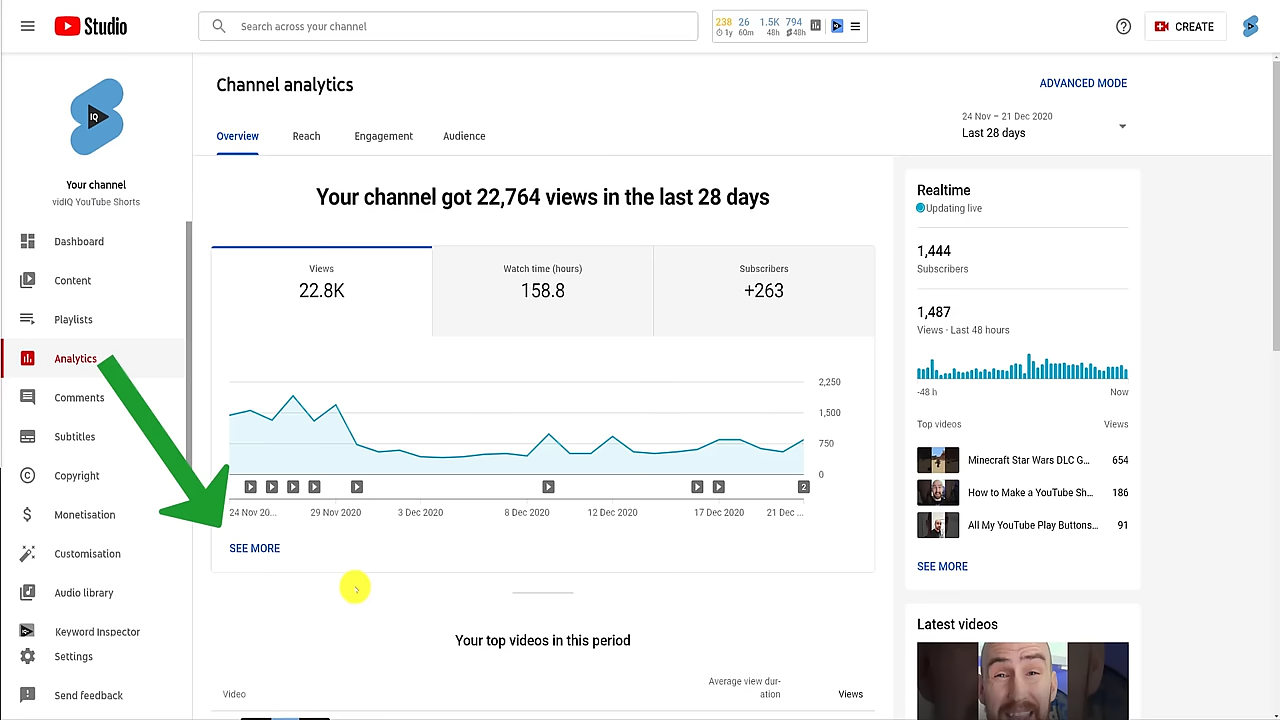 Studio
Search across your channel
238 26 1.5K 794
1y 60m 48h 48h
CREATE
Channel analytics
ADVANCED MODE
24 Nov – 21 Dec 2020
Last 28 days
Overview Reach Engagement Audience
IQ
Your channel
vidIQ YouTube Shorts
Dashboard
Content
Playlists
Analytics
Comments
Subtitles
Copyright
Monetisation
Customisation
Audio library
Keyword Inspector
Settings
Send feedback
Your channel got 22,764 views in the last 28 days
Views
22.8K
Watch time (hours)
158.8
Subscribers
+263
2,250
1,500
750
0
2
24 Nov 20... 29 Nov 2020 3 Dec 2020 8 Dec 2020 12 Dec 2020 17 Dec 2020 21 Dec ...
SEE MORE
Your top videos in this period
Video
Average view dur-
ation
Views
Realtime
Updating live
1,444
Subscribers
1,487
Views · Last 48 hours
-48 h Now
Top videos Views
Minecraft Star Wars DLC G... 654
How to Make a YouTube Sh... 186
All My YouTube Play Buttons... 91
SEE MORE
Latest videos